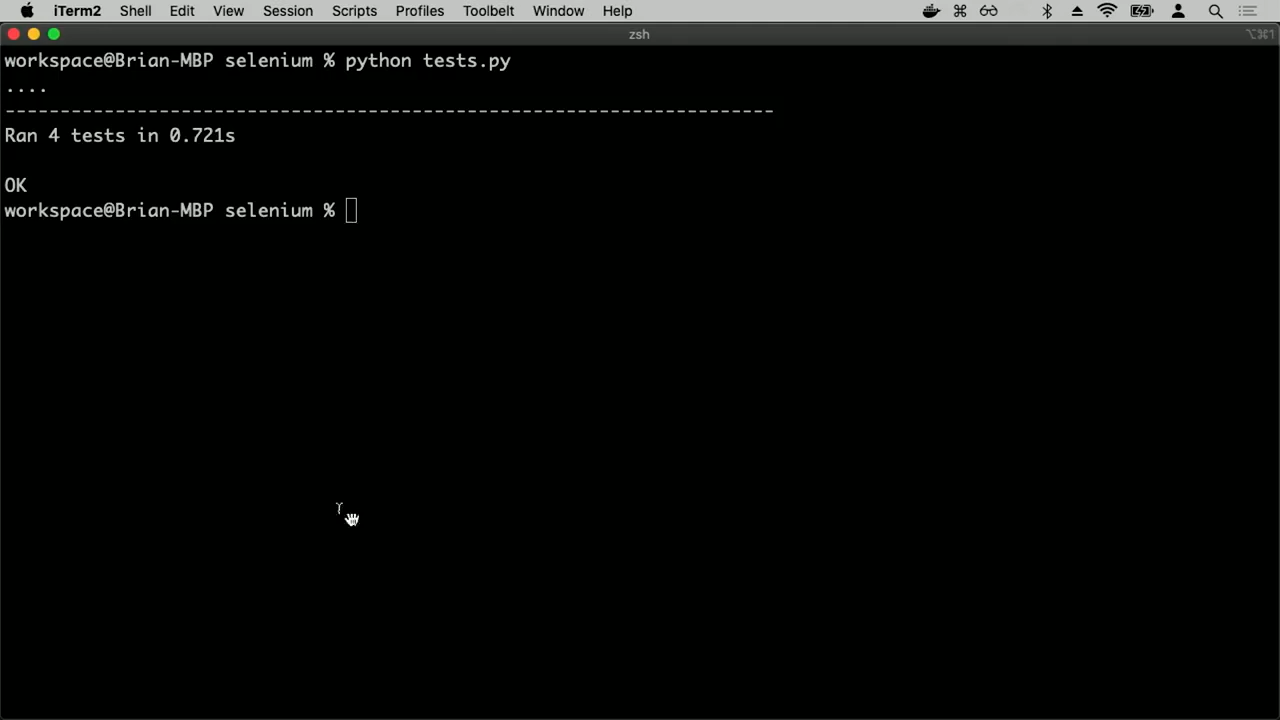 iTerm2 Shell Edit View Session Scripts Profiles Toolbelt Window Help
zsh ⌥⌘1
workspace@Brian-MBP selenium % python tests.py
....
----------------------------------------------------------------------
Ran 4 tests in 0.721s
OK
workspace@Brian-MBP selenium %